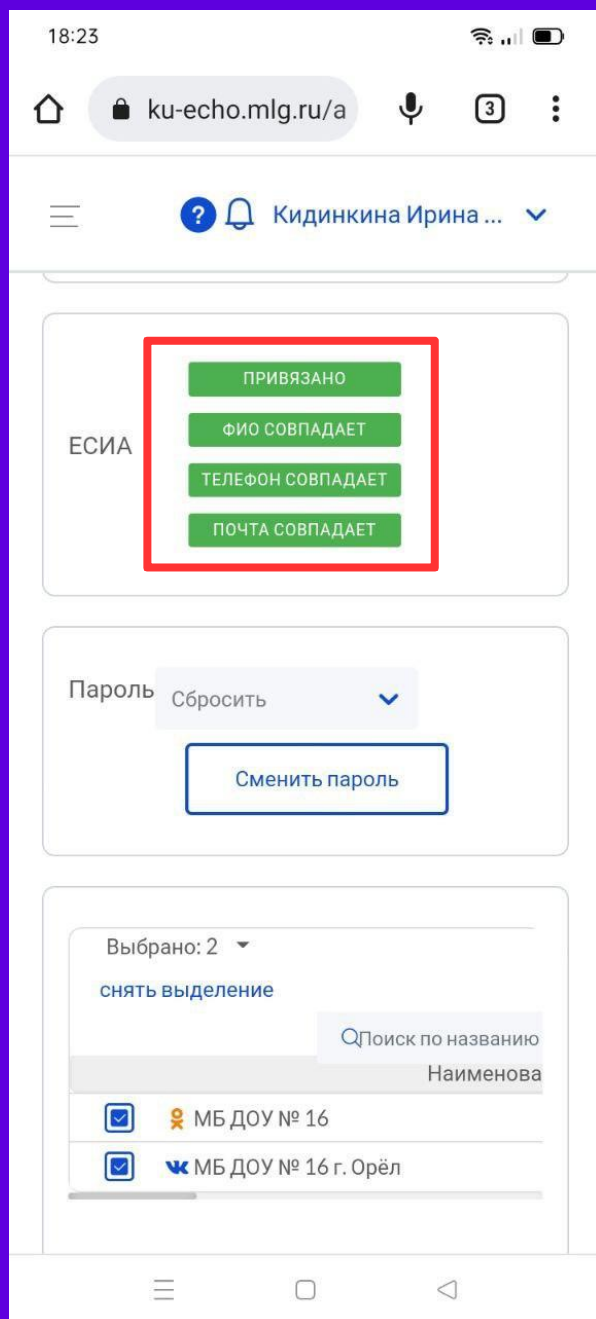 18:23
ku-echo.mlg.ru/a
3
? Кидинкина Ирина ...
ЕСИА
ПРИВЯЗАНО
ФИО СОВПАДАЕТ
ТЕЛЕФОН СОВПАДАЕТ
ПОЧТА СОВПАДАЕТ
Пароль
Сбросить
Сменить пароль
Выбрано: 2
снять выделение
Поиск по названию
Наименова
МБ ДОУ № 16
МБ ДОУ № 16 г. Орёл